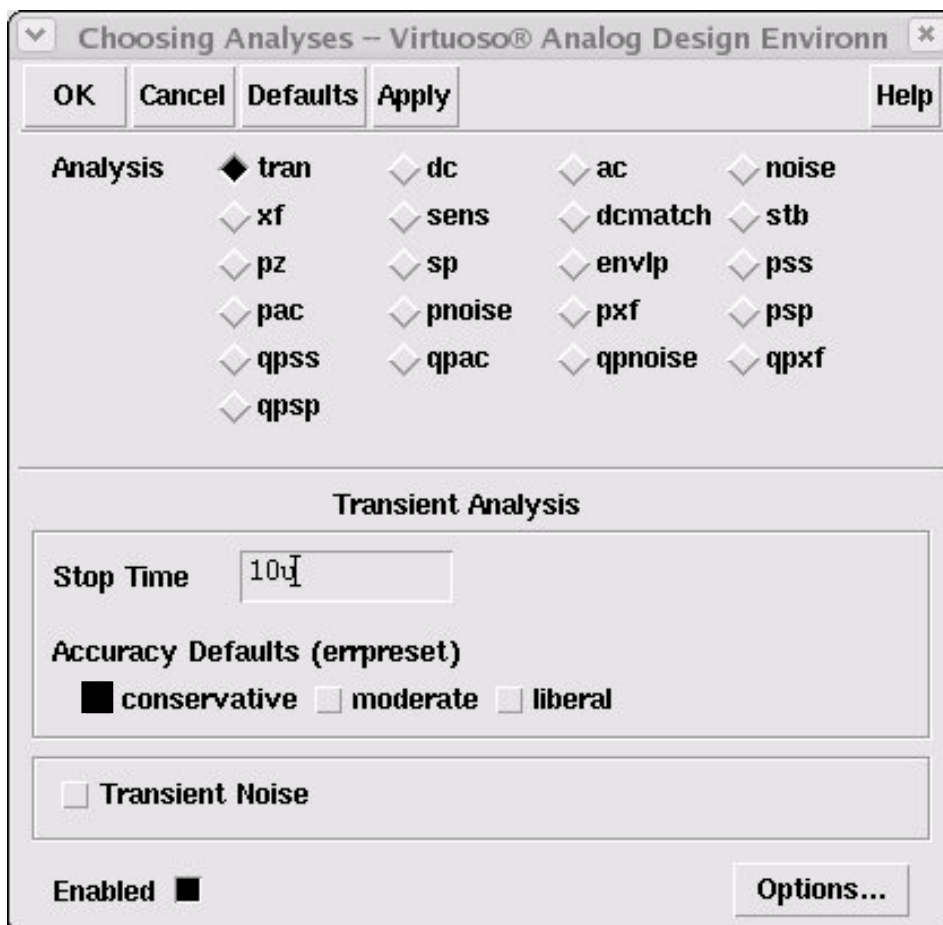 Choosing Analyses -- Virtuoso® Analog Design Environn
OK Cancel Defaults Apply Help
Analysis tran dc ac noise
xf sens dcmatch stb
pz sp envlp pss
pac pnoise pxf psp
qpss qpac qpnoise qpxf
qpsp
Transient Analysis
Stop Time 10u
Accuracy Defaults (errpreset)
conservative moderate liberal
Transient Noise
Enabled Options...